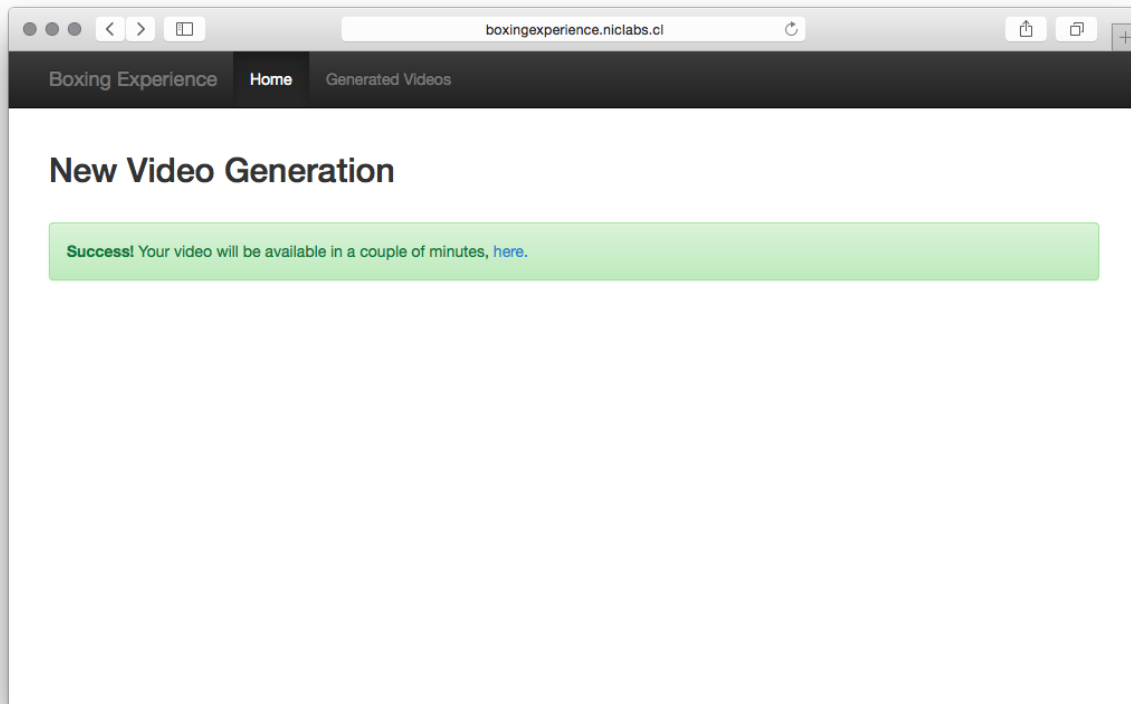 boxingexperience.niclabs.cl
Boxing Experience Home Generated Videos
New Video Generation
Success! Your video will be available in a couple of minutes, here.